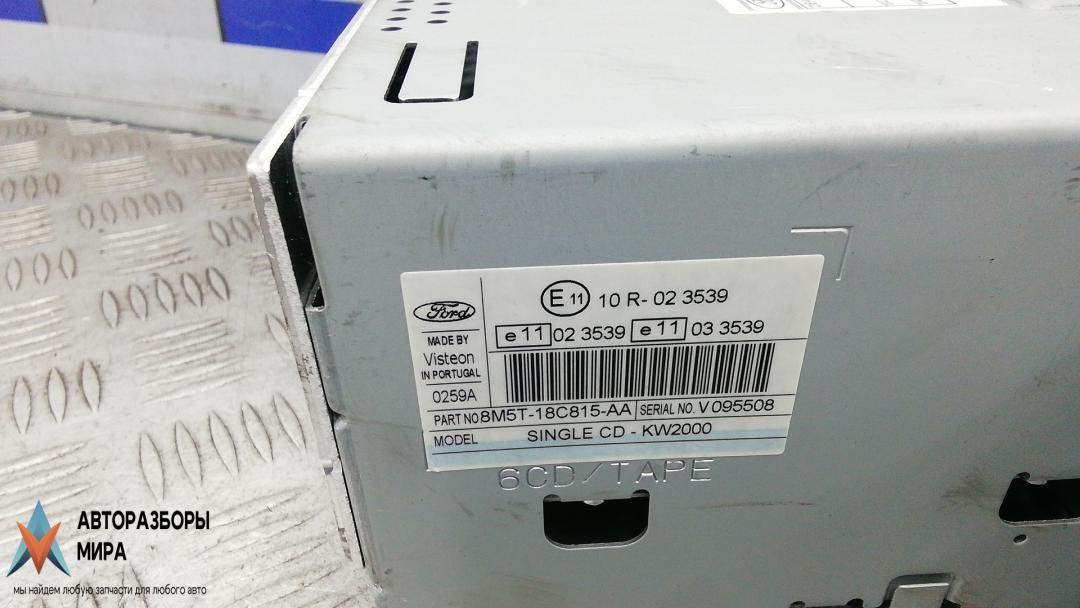 Ford
MADE BY
Visteon
IN PORTUGAL
0259A
E 11 10 R- 02 3539
e 11 02 3539 e 11 03 3539
PART NO 8M5T-18C815-AA SERIAL NO. V 095508
MODEL SINGLE CD - KW2000
6CD/TAPE
АВТОРАЗБОРЫ
МИРА
мы найдем любую запчасти для любого авто